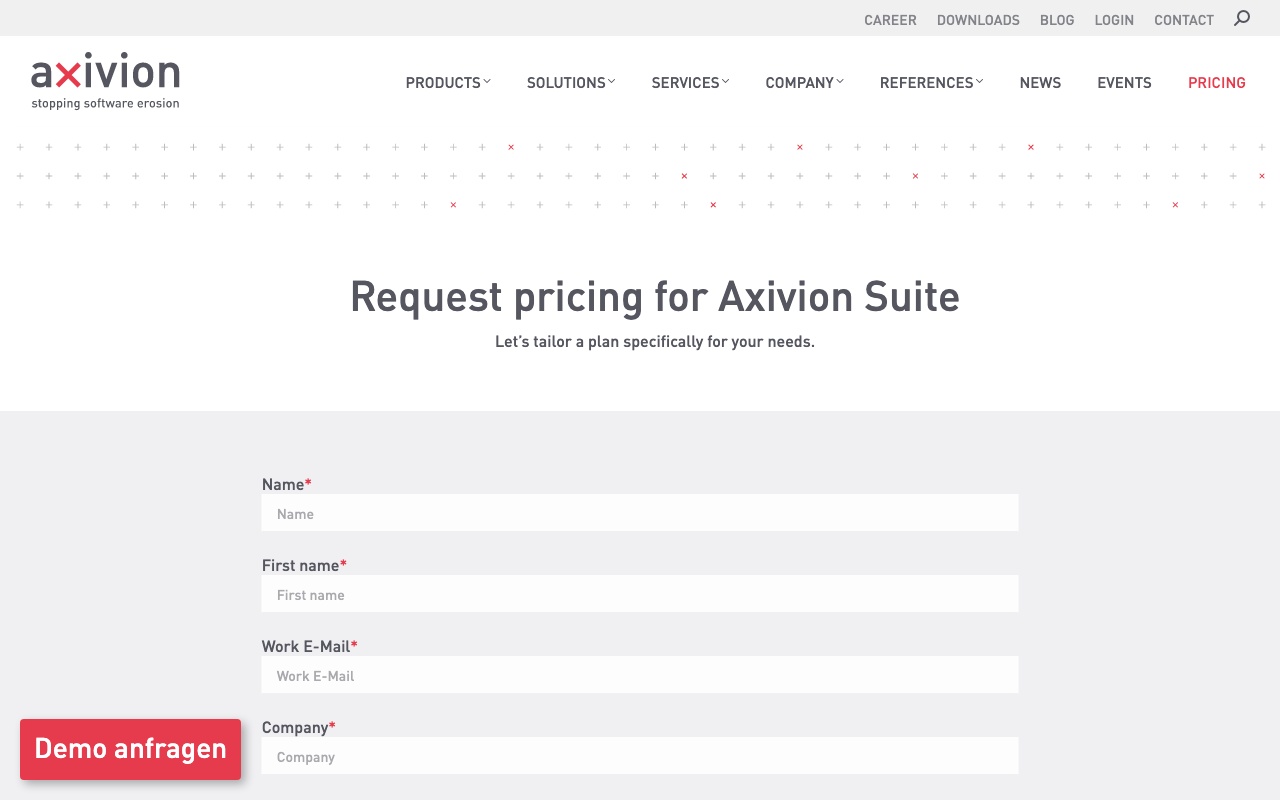 CAREER DOWNLOADS BLOG LOGIN CONTACT
axivion
stopping software erosion
PRODUCTS SOLUTIONS SERVICES COMPANY REFERENCES NEWS EVENTS PRICING
Request pricing for Axivion Suite
Let's tailor a plan specifically for your needs.
Name*
Name
First name*
First name
Work E-Mail*
Work E-Mail
Company*
Company
Demo anfragen